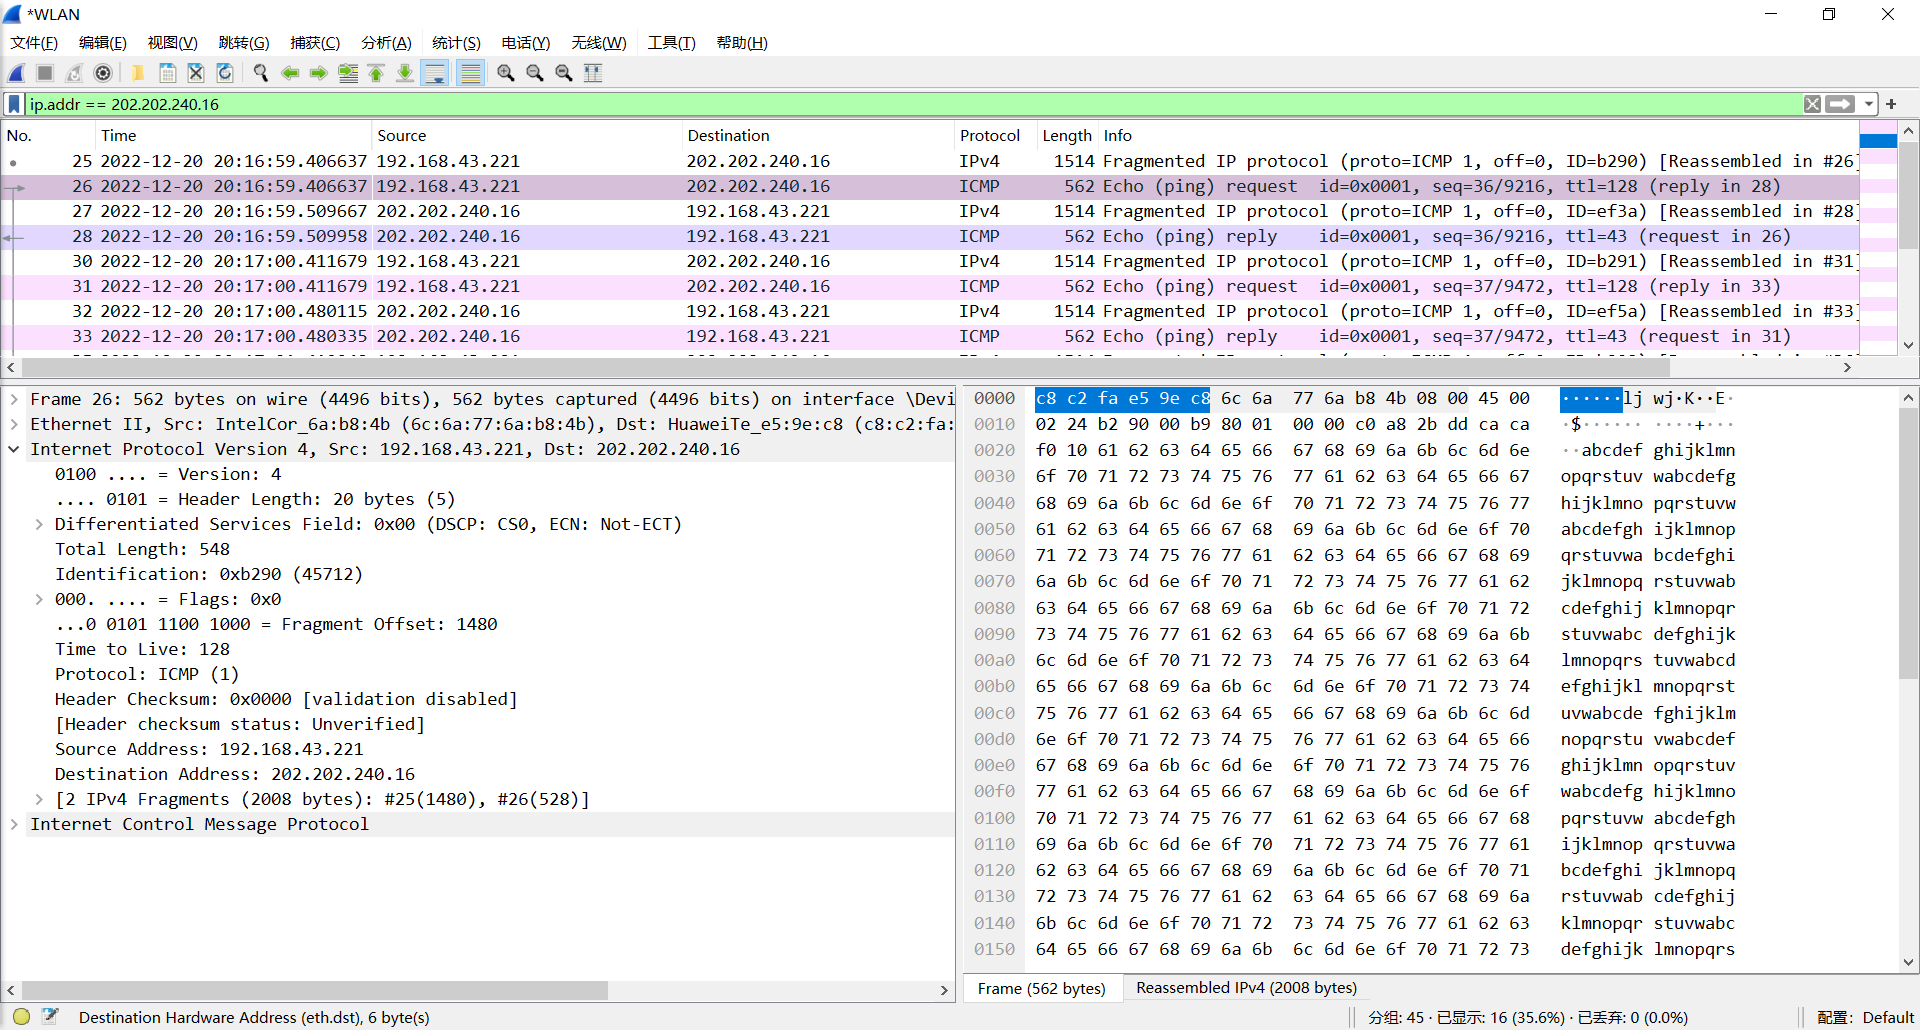 *WLAN
文件(F) 编辑(E) 视图(V) 跳转(G) 捕获(C) 分析(A) 统计(S) 电话(Y) 无线(W) 工具(T) 帮助(H)
ip.addr == 202.202.240.16
No. Time Source Destination Protocol Length Info
25 2022-12-20 20:16:59.406637 192.168.43.221 202.202.240.16 IPv4 1514 Fragmented IP protocol (proto=ICMP 1, off=0, ID=b290) [Reassembled in #26]
26 2022-12-20 20:16:59.406637 192.168.43.221 202.202.240.16 ICMP 562 Echo (ping) request id=0x0001, seq=36/9216, ttl=128 (reply in 28)
27 2022-12-20 20:16:59.509667 202.202.240.16 192.168.43.221 IPv4 1514 Fragmented IP protocol (proto=ICMP 1, off=0, ID=ef3a) [Reassembled in #28]
28 2022-12-20 20:16:59.509958 202.202.240.16 192.168.43.221 ICMP 562 Echo (ping) reply id=0x0001, seq=36/9216, ttl=43 (request in 26)
30 2022-12-20 20:17:00.411679 192.168.43.221 202.202.240.16 IPv4 1514 Fragmented IP protocol (proto=ICMP 1, off=0, ID=b291) [Reassembled in #31]
31 2022-12-20 20:17:00.411679 192.168.43.221 202.202.240.16 ICMP 562 Echo (ping) request id=0x0001, seq=37/9472, ttl=128 (reply in 33)
32 2022-12-20 20:17:00.480115 202.202.240.16 192.168.43.221 IPv4 1514 Fragmented IP protocol (proto=ICMP 1, off=0, ID=ef5a) [Reassembled in #33]
33 2022-12-20 20:17:00.480335 202.202.240.16 192.168.43.221 ICMP 562 Echo (ping) reply id=0x0001, seq=37/9472, ttl=43 (request in 31)
Frame 26: 562 bytes on wire (4496 bits), 562 bytes captured (4496 bits) on interface \Devi
Ethernet II, Src: IntelCor_6a:b8:4b (6c:6a:77:6a:b8:4b), Dst: HuaweiTe_e5:9e:c8 (c8:c2:fa:
Internet Protocol Version 4, Src: 192.168.43.221, Dst: 202.202.240.16
0100 .... = Version: 4
.... 0101 = Header Length: 20 bytes (5)
Differentiated Services Field: 0x00 (DSCP: CS0, ECN: Not-ECT)
Total Length: 548
Identification: 0xb290 (45712)
000. .... = Flags: 0x0
...0 0101 1100 1000 = Fragment Offset: 1480
Time to Live: 128
Protocol: ICMP (1)
Header Checksum: 0x0000 [validation disabled]
[Header checksum status: Unverified]
Source Address: 192.168.43.221
Destination Address: 202.202.240.16
[2 IPv4 Fragments (2008 bytes): #25(1480), #26(528)]
Internet Control Message Protocol
0000 c8 c2 fa e5 9e c8 6c 6a 77 6a b8 4b 08 00 45 00 ······lj wj·K··E·
0010 02 24 b2 90 00 b9 80 01 00 00 c0 a8 2b dd ca ca ·$······ ····+···
0020 f0 10 61 62 63 64 65 66 67 68 69 6a 6b 6c 6d 6e ··abcdef ghijklmn
0030 6f 70 71 72 73 74 75 76 77 61 62 63 64 65 66 67 opqrstuv wabcdefg
0040 68 69 6a 6b 6c 6d 6e 6f 70 71 72 73 74 75 76 77 hijklmno pqrstuvw
0050 61 62 63 64 65 66 67 68 69 6a 6b 6c 6d 6e 6f 70 abcdefgh ijklmnop
0060 71 72 73 74 75 76 77 61 62 63 64 65 66 67 68 69 qrstuvwa bcdefghi
0070 6a 6b 6c 6d 6e 6f 70 71 72 73 74 75 76 77 61 62 jklmnopq rstuvwab
0080 63 64 65 66 67 68 69 6a 6b 6c 6d 6e 6f 70 71 72 cdefghij klmnopqr
0090 73 74 75 76 77 61 62 63 64 65 66 67 68 69 6a 6b stuvwabc defghijk
00a0 6c 6d 6e 6f 70 71 72 73 74 75 76 77 61 62 63 64 lmnopqrs tuvwabcd
00b0 65 66 67 68 69 6a 6b 6c 6d 6e 6f 70 71 72 73 74 efghijkl mnopqrst
00c0 75 76 77 61 62 63 64 65 66 67 68 69 6a 6b 6c 6d uvwabcde fghijklm
00d0 6e 6f 70 71 72 73 74 75 76 77 61 62 63 64 65 66 nopqrstu vwabcdef
00e0 67 68 69 6a 6b 6c 6d 6e 6f 70 71 72 73 74 75 76 ghijklmn opqrstuv
00f0 77 61 62 63 64 65 66 67 68 69 6a 6b 6c 6d 6e 6f wabcdefg hijklmno
0100 70 71 72 73 74 75 76 77 61 62 63 64 65 66 67 68 pqrstuvw abcdefgh
0110 69 6a 6b 6c 6d 6e 6f 70 71 72 73 74 75 76 77 61 ijklmnop qrstuvwa
0120 62 63 64 65 66 67 68 69 6a 6b 6c 6d 6e 6f 70 71 bcdefghi jklmnopq
0130 72 73 74 75 76 77 61 62 63 64 65 66 67 68 69 6a rstuvwab cdefghij
0140 6b 6c 6d 6e 6f 70 71 72 73 74 75 76 77 61 62 63 klmnopqr stuvwabc
0150 64 65 66 67 68 69 6a 6b 6c 6d 6e 6f 70 71 72 73 defghijk lmnopqrs
Frame (562 bytes) Reassembled IPv4 (2008 bytes)
Destination Hardware Address (eth.dst), 6 byte(s) 分组: 45 · 已显示: 16 (35.6%) · 已丢弃: 0 (0.0%) 配置: Default